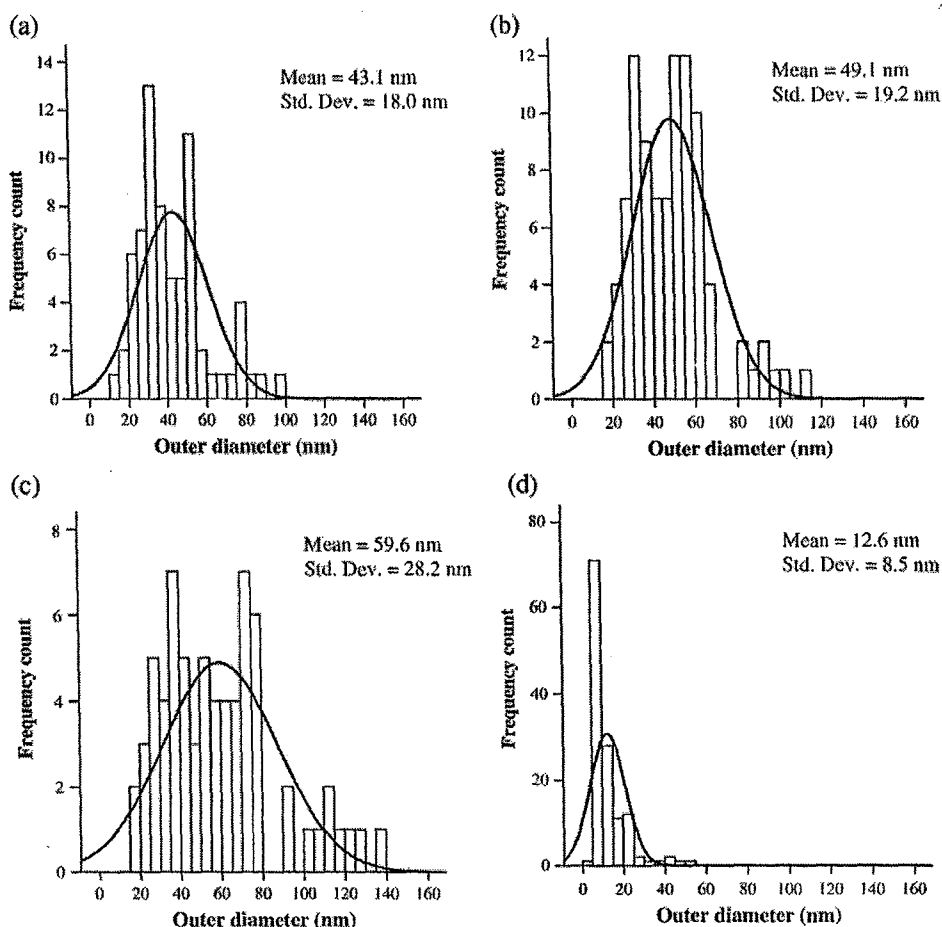 (a)
Mean = 43.1 nm
Std. Dev. = 18.0 nm
14
12
10
8
6
4
2
0
Frequency count
0 20 40 60 80 100 120 140 160
Outer diameter (nm)
(b)
Mean = 49.1 nm
Std. Dev. = 19.2 nm
12
10
8
6
4
2
0
Frequency count
0 20 40 60 80 100 120 140 160
Outer diameter (nm)
(c)
Mean = 59.6 nm
Std. Dev. = 28.2 nm
8
6
4
2
0
Frequency count
0 20 40 60 80 100 120 140 160
Outer diameter (nm)
(d)
Mean = 12.6 nm
Std. Dev. = 8.5 nm
80
60
40
20
0
Frequency count
0 20 40 60 80 100 120 140 160
Outer diameter (nm)